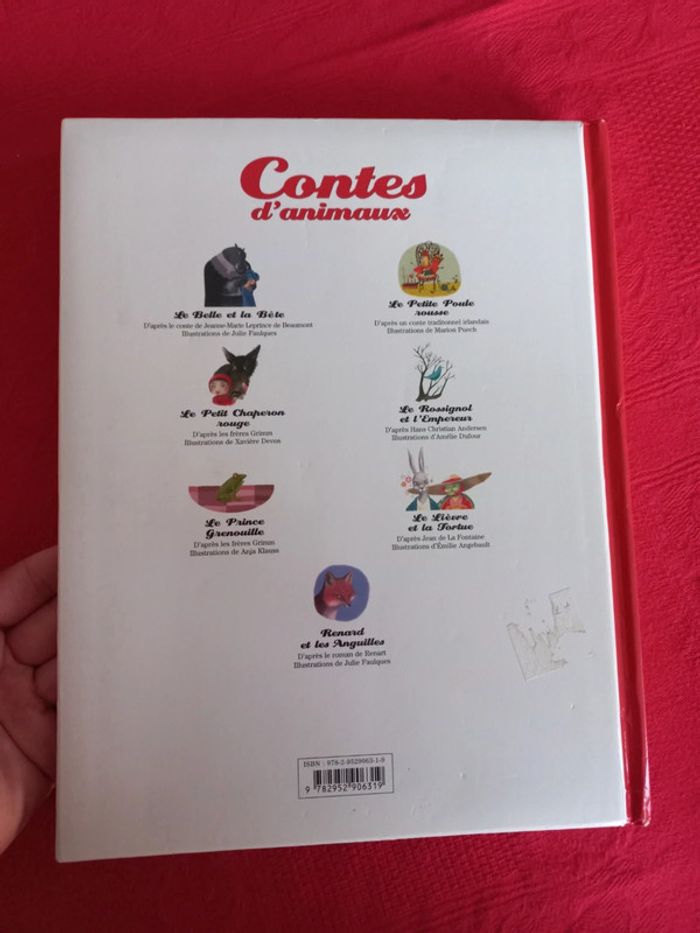 Contes
d'animaux
Le Belle et la Bête
D'après le conte de Jeanne-Marie Leprince de Beaumont
Illustrations de Julie Faulques
Le Petite Poule
rousse
D'après un conte traditonnel irlandais
Illustrations de Marion Puech
Le Petit Chaperon
rouge
D'après les frères Grimm
Illustrations de Xavière Devos
Le Rossignol
et l'Empereur
D'après Hans Christian Andersen
Illustrations d'Amélie Dufour
Le Prince
Grenouille
D'après les frères Grimm
Illustrations de Anja Klauss
Le Lièvre
et la Tortue
D'après Jean de La Fontaine
Illustrations d'Émilie Angebault
Renard
et les Anguilles
D'après le roman de Renart
Illustrations de Julie Faulques
ISBN : 978-2-9529063-1-9
9 782952 906319